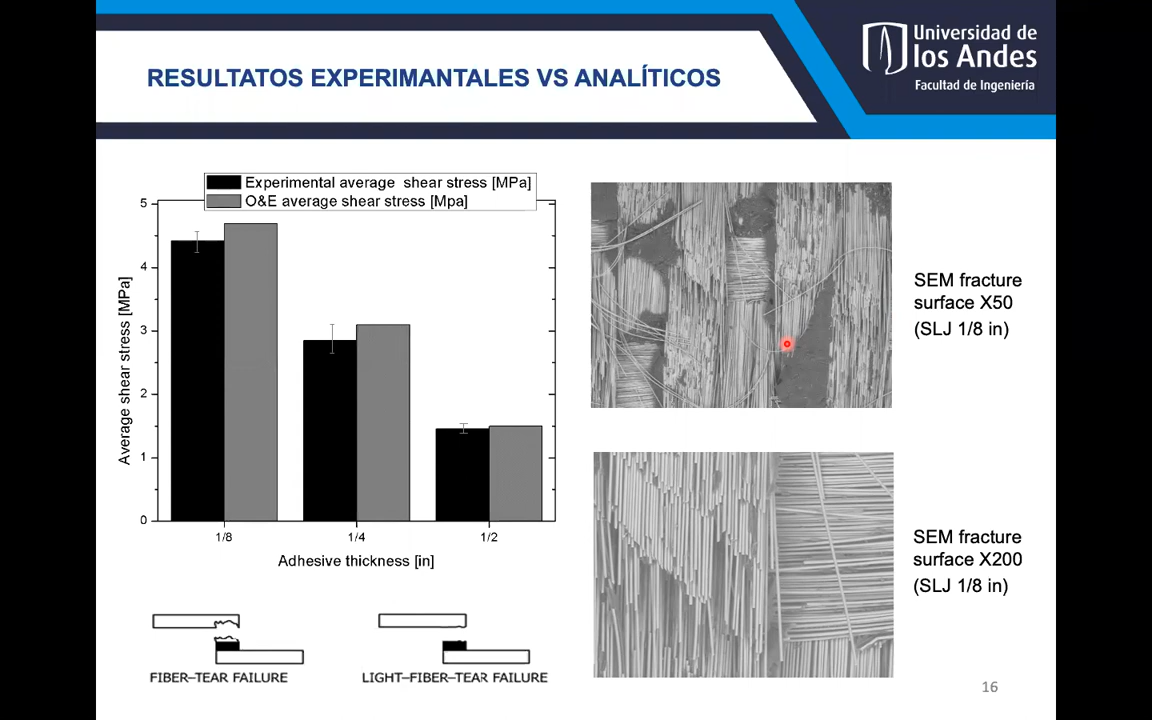 Universidad de
los Andes
Facultad de Ingeniería
RESULTATOS EXPERIMANTALES VS ANALÍTICOS
Experimental average shear stress [MPa]
O&E average shear stress [Mpa]
Average shear stress [MPa]
5
4
3
2
1
0
1/8
1/4
1/2
Adhesive thickness [in]
SEM fracture
surface X50
(SLJ 1/8 in)
SEM fracture
surface X200
(SLJ 1/8 in)
FIBER–TEAR FAILURE
LIGHT–FIBER–TEAR FAILURE
16